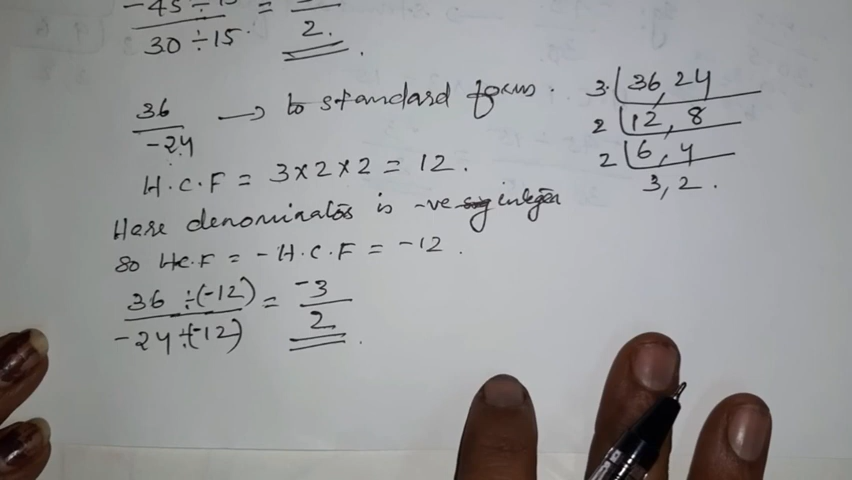 -45 ÷ 15 =
30 ÷ 15 2.
36 / -24 → to standard form.
3 | 36, 24
2 | 12, 8
2 | 6, 4
3, 2.
H.C.F = 3 × 2 × 2 = 12.
Here denominator is -ve integer
So H.C.F = - H.C.F = -12.
36 ÷ (-12) / -24 ÷ (-12) = -3 / 2.